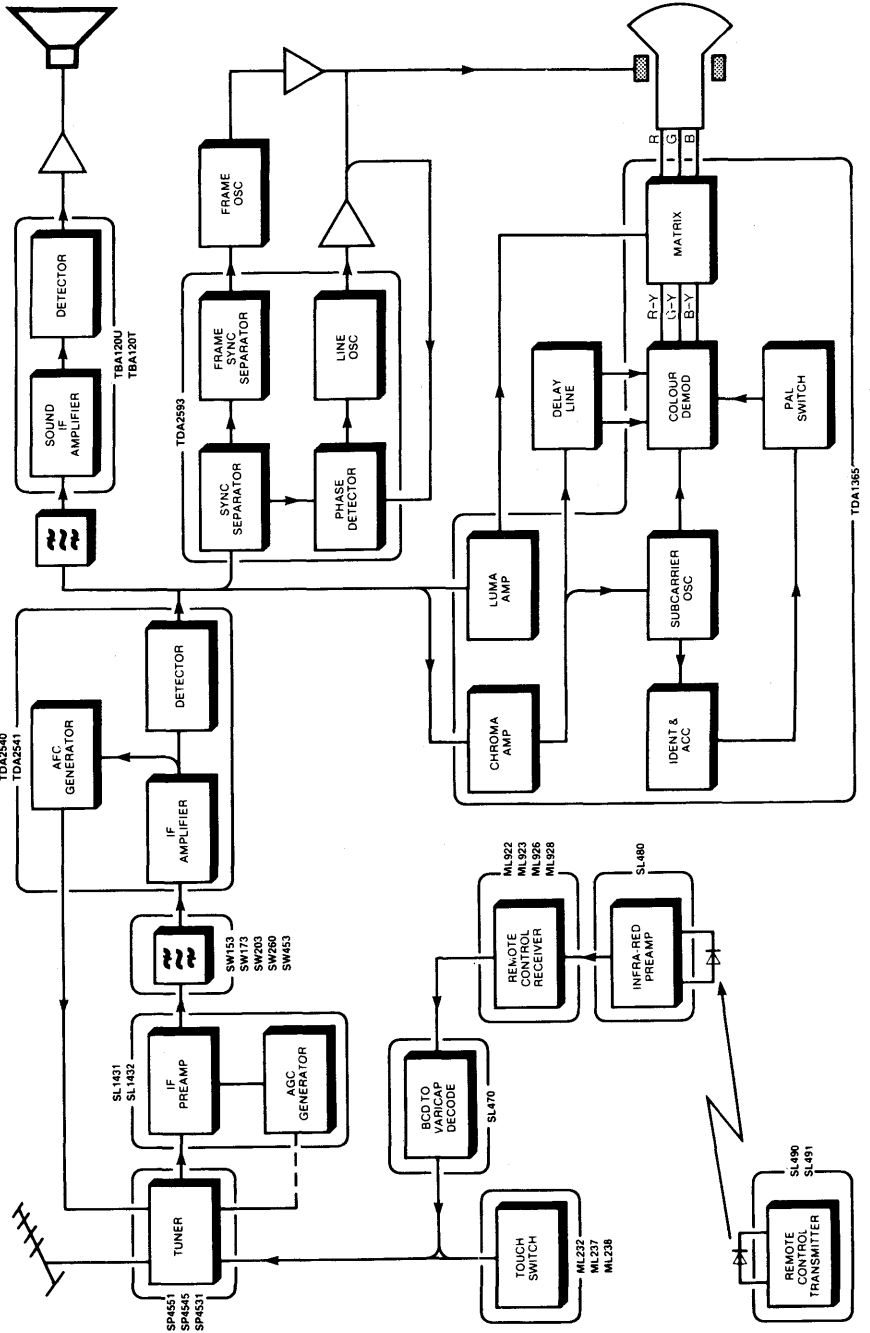 SP4551
SP4545
SP4531
TUNER
SL1431
SL1432
IF
PREAMP
AGC
GENERATOR
SW153
SW173
SW203
SW260
SW453
TDA2540
TDA2541
AFC
GENERATOR
IF
AMPLIFIER
DETECTOR
SOUND
IF
AMPLIFIER
DETECTOR
TBA120U
TBA120T
TDA2593
SYNC
SEPARATOR
FRAME
SYNC
SEPARATOR
FRAME
OSC
PHASE
DETECTOR
LINE
OSC
TOUCH
SWITCH
ML232
ML237
ML238
BCD TO
VARICAP
DECODE
SL470
REMOTE
CONTROL
RECEIVER
ML922
ML923
ML926
ML928
INFRA-RED
PREAMP
SL480
REMOTE
CONTROL
TRANSMITTER
SL490
SL491
CHROMA
AMP
LUMA
AMP
DELAY
LINE
IDENT &
ACC
SUBCARRIER
OSC
COLOUR
DEMOD
PAL
SWITCH
R-Y
G-Y
B-Y
MATRIX
R
G
B
TDA1365